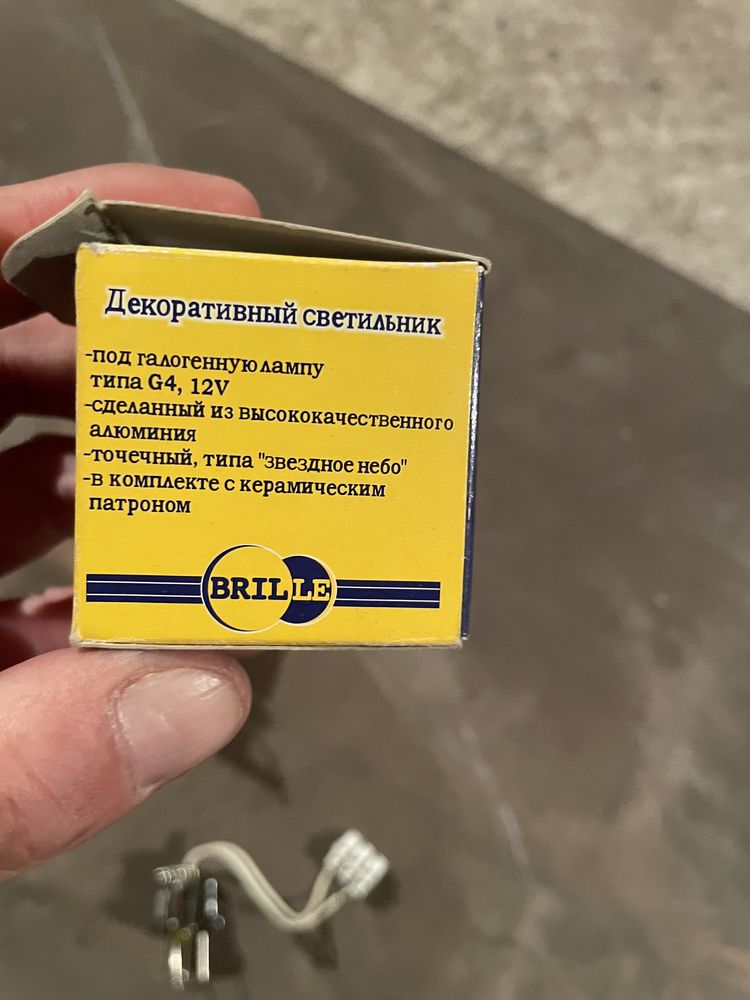 Декоративный светильник
-под галогенную лампу
типа G4, 12V
-сделанный из высококачественного
алюминия
-точечный, типа "звездное небо"
-в комплекте с керамическим
патроном
BRILLE